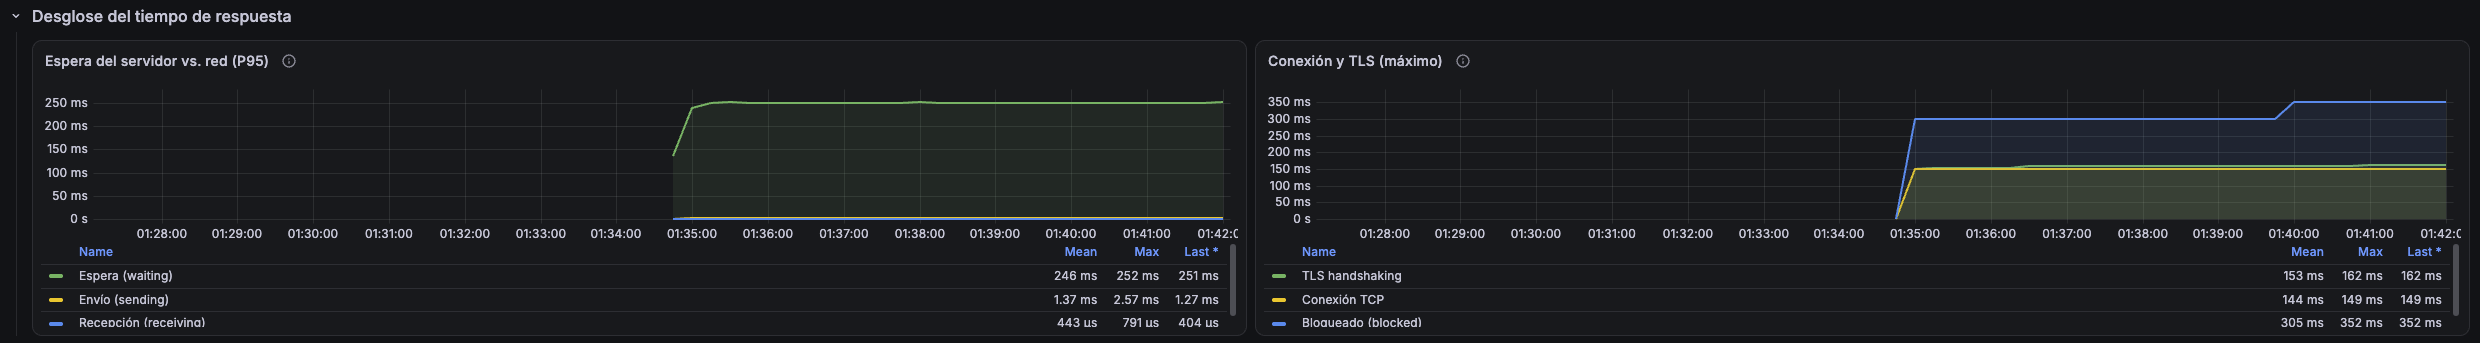 Desglose del tiempo de respuesta
Espera del servidor vs. red (P95)
250 ms
200 ms
150 ms
100 ms
50 ms
0 s
01:28:00 01:29:00 01:30:00 01:31:00 01:32:00 01:33:00 01:34:00 01:35:00 01:36:00 01:37:00 01:38:00 01:39:00 01:40:00 01:41:00 01:42:0
Name Mean Max Last *
Espera (waiting) 246 ms 252 ms 251 ms
Envío (sending) 1.37 ms 2.57 ms 1.27 ms
Recepción (receiving) 443 µs 791 µs 404 µs
Conexión y TLS (máximo)
350 ms
300 ms
250 ms
200 ms
150 ms
100 ms
50 ms
0 s
01:28:00 01:29:00 01:30:00 01:31:00 01:32:00 01:33:00 01:34:00 01:35:00 01:36:00 01:37:00 01:38:00 01:39:00 01:40:00 01:41:00 01:42:0
Name Mean Max Last *
TLS handshaking 153 ms 162 ms 162 ms
Conexión TCP 144 ms 149 ms 149 ms
Bloqueado (blocked) 305 ms 352 ms 352 ms